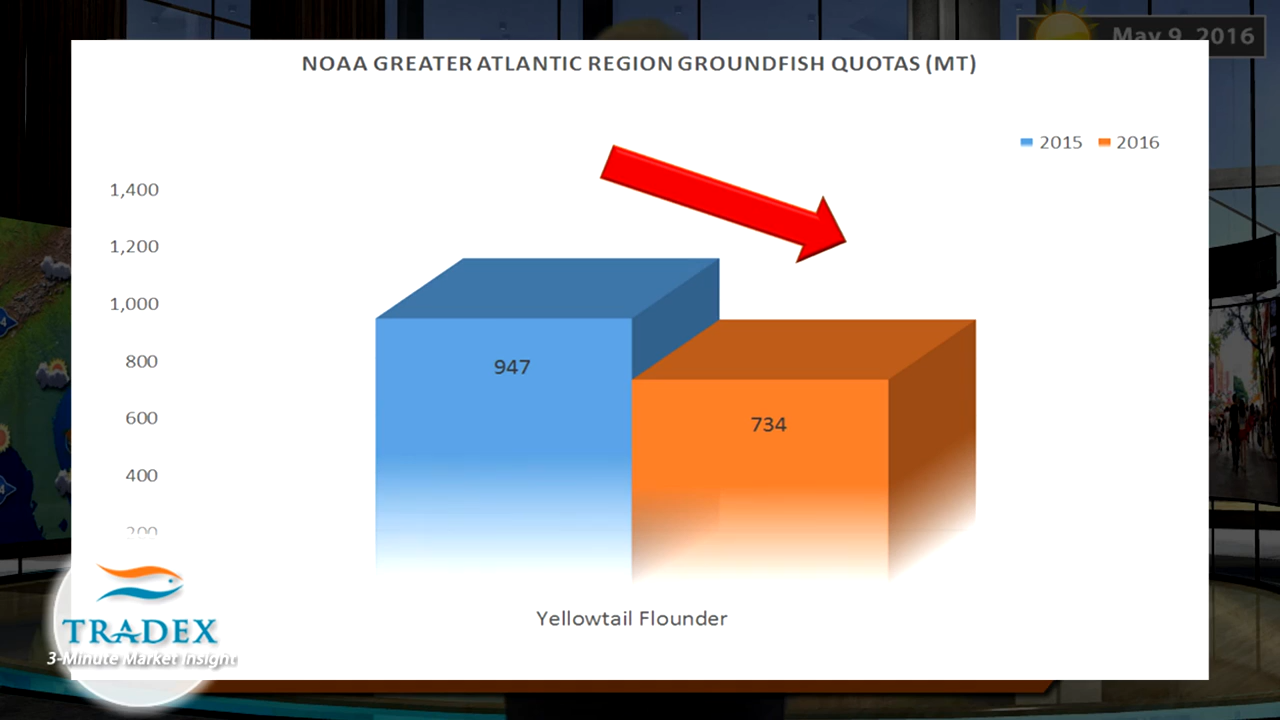 May 9, 2016
NOAA GREATER ATLANTIC REGION GROUNDFISH QUOTAS (MT)
2015 2016
1,400
1,200
1,000
800
600
400
200
947
734
Yellowtail Flounder
TRADEX
3-Minute Market Insight